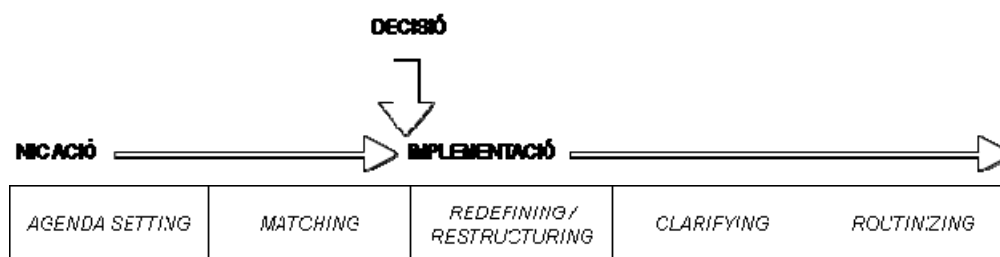 DECISIÓ
NICACIÓ IMPLEMENTACIÓ
AGENDA SETTING MATCHING REDEFINING / RESTRUCTURING CLARIFYING ROUTINIZING